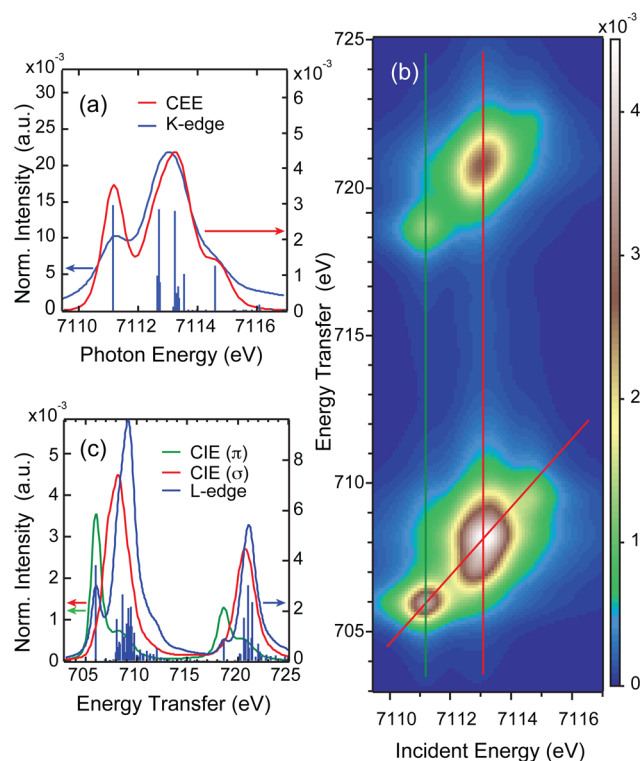 x10⁻³
(a)
x10⁻³
CEE
K-edge
30
25
20
15
10
5
0
6
5
4
3
2
1
0
Norm. Intensity (a.u.)
7110
7112
7114
7116
Photon Energy (eV)
x10⁻³
(c)
CIE (π)
CIE (σ)
L-edge
5
4
3
2
1
0
8
6
4
2
0
Norm. Intensity (a.u.)
705
710
715
720
725
Energy Transfer (eV)
(b)
725
720
715
710
705
Energy Transfer (eV)
7110
7112
7114
7116
Incident Energy (eV)
x10⁻³
4
3
2
1
0